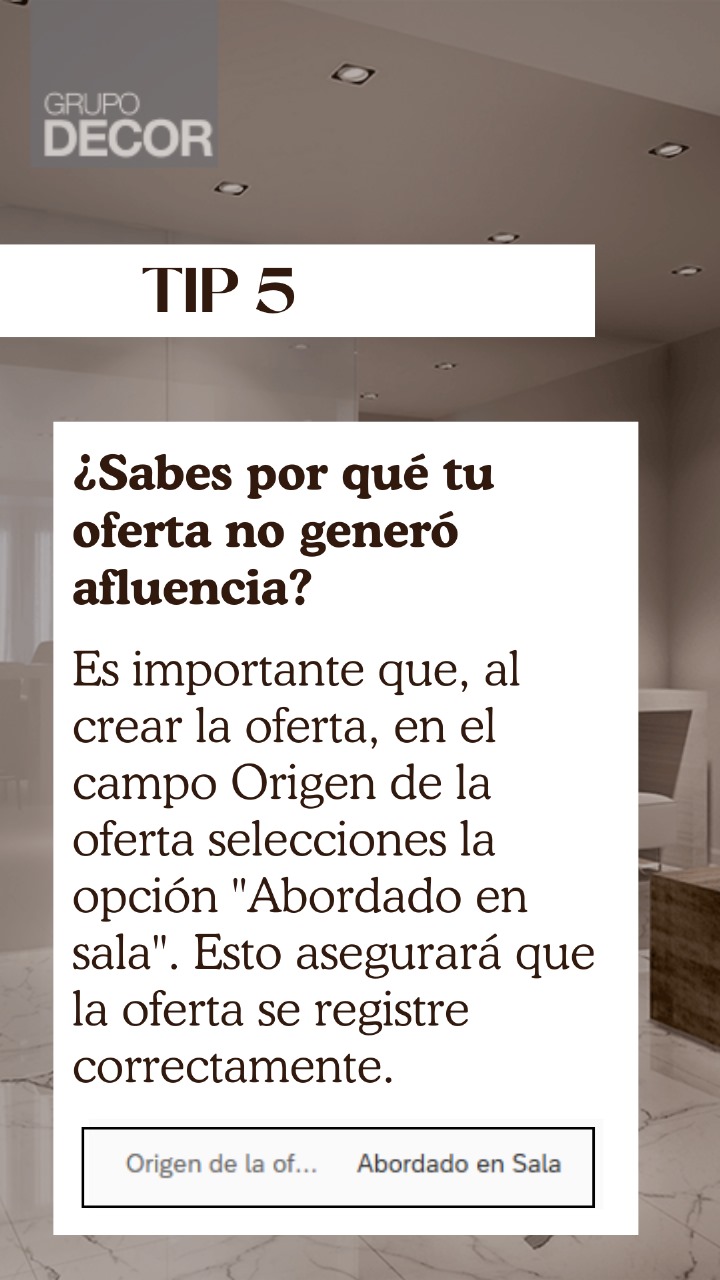 GRUPO
DECOR
TIP 5
¿Sabes por qué tu
oferta no generó
afluencia?
Es importante que, al
crear la oferta, en el
campo Origen de la
oferta selecciones la
opción "Abordado en
sala". Esto asegurará que
la oferta se registre
correctamente.
Origen de la of... Abordado en Sala